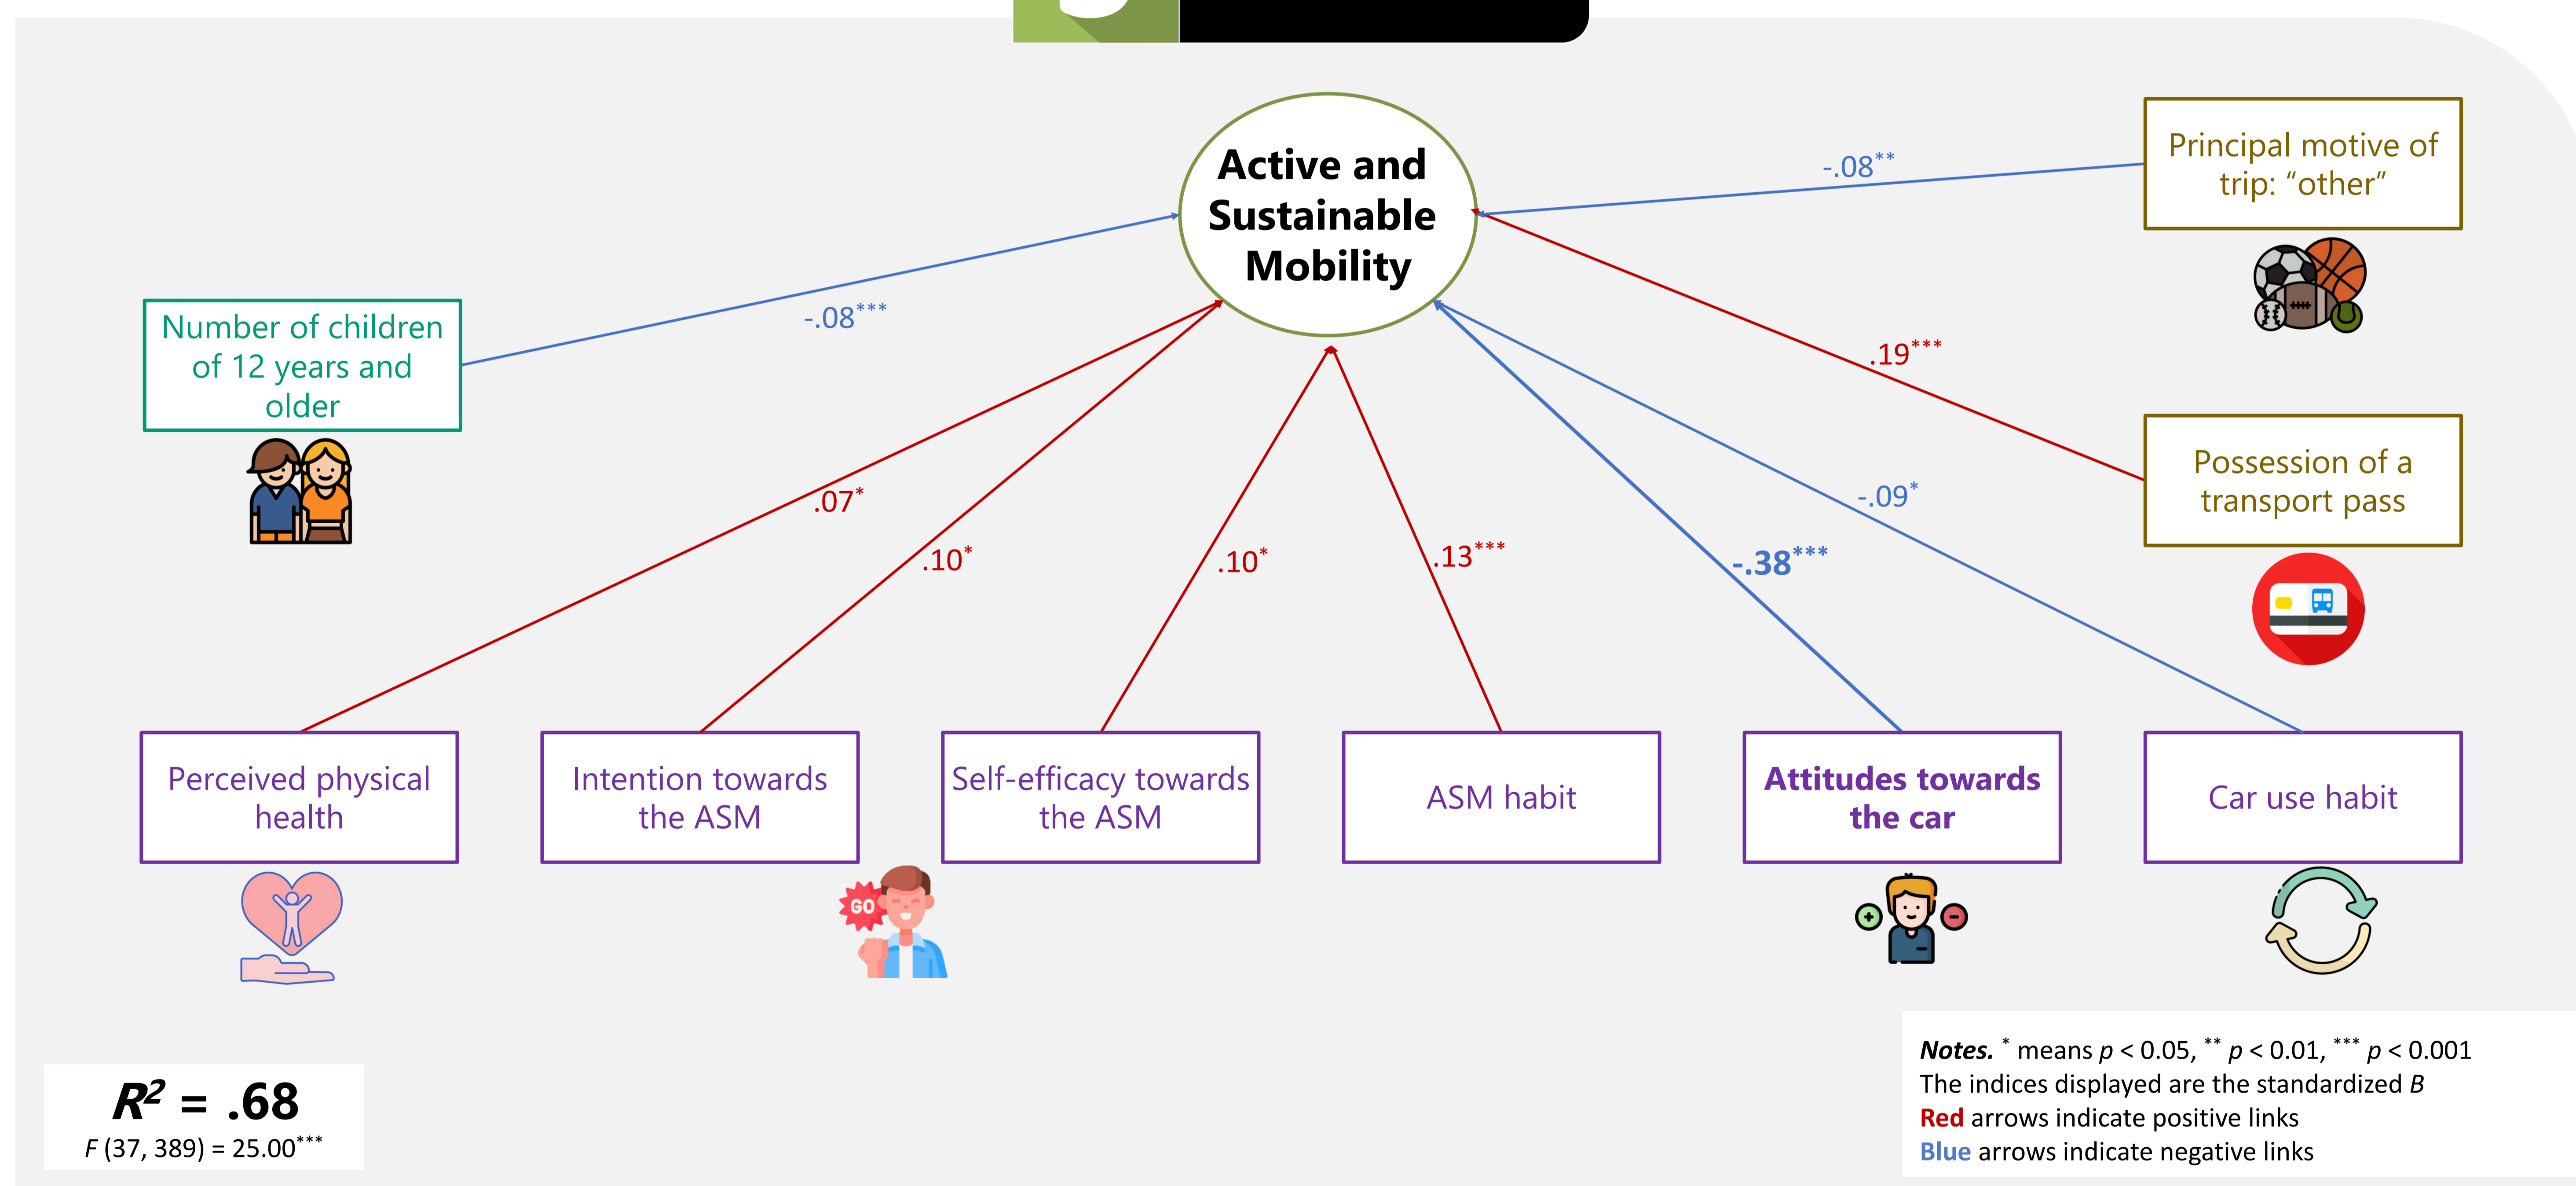 Active and
Sustainable
Mobility
Principal motive of
trip: “other”
-.08**
-.08***
Number of children
of 12 years and
older
.19***
Possession of a
transport pass
.07*
.10*
.10*
.13***
-.38***
-.09*
Perceived physical
health
Intention towards
the ASM
Self-efficacy towards
the ASM
ASM habit
Attitudes towards
the car
Car use habit
GO
R² = .68
F (37, 389) = 25.00***
Notes. * means p < 0.05, ** p < 0.01, *** p < 0.001
The indices displayed are the standardized B
Red arrows indicate positive links
Blue arrows indicate negative links